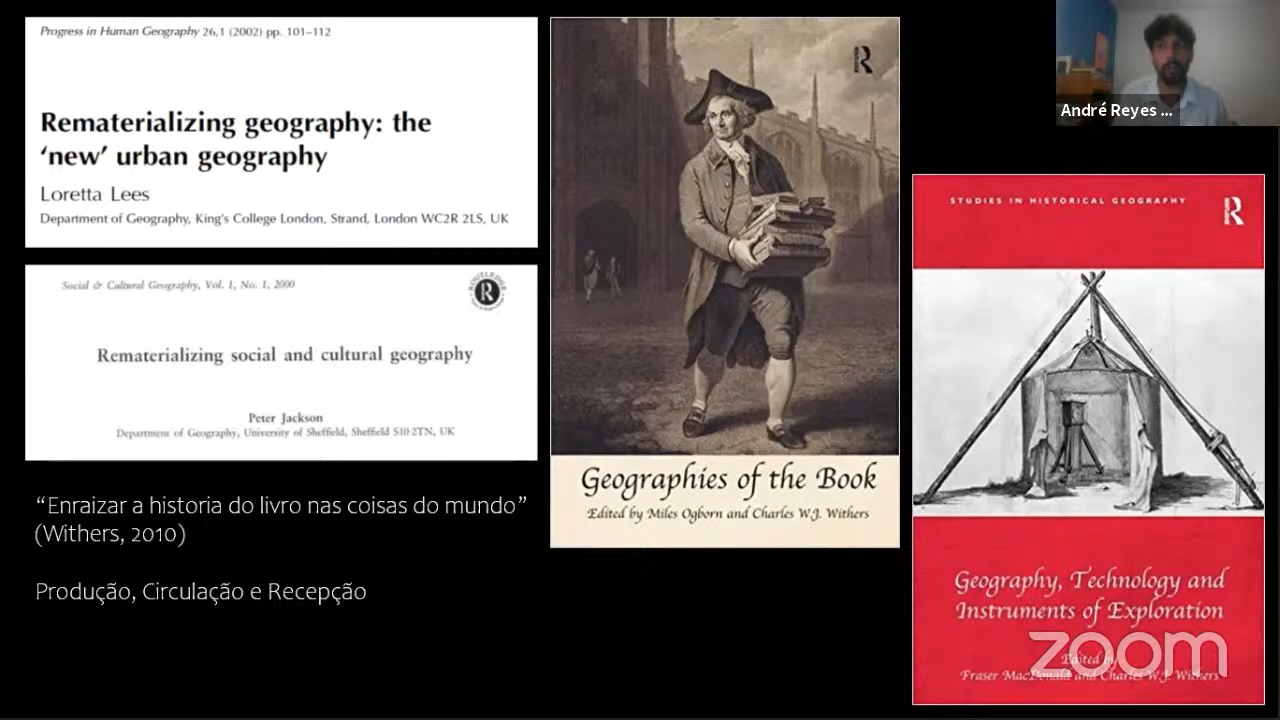 Progress in Human Geography 26,1 (2002) pp. 101–112
Rematerializing geography: the
‘new’ urban geography
Loretta Lees
Department of Geography, King's College London, Strand, London WC2R 2LS, UK
Social & Cultural Geography, Vol. 1, No. 1, 2000
ROUTLEDGE
R
Rematerializing social and cultural geography
Peter Jackson
Department of Geography, University of Sheffield, Sheffield S10 2TN, UK
“Enraizar a historia do livro nas coisas do mundo”
(Withers, 2010)
Produção, Circulação e Recepção
R
Geographies of the Book
Edited by Miles Ogborn and Charles W.J. Withers
André Reyes ...
STUDIES IN HISTORICAL GEOGRAPHY
R
Geography, Technology and
Instruments of Exploration
Edited by
Fraser MacDonald and Charles W.J. Withers
zoom